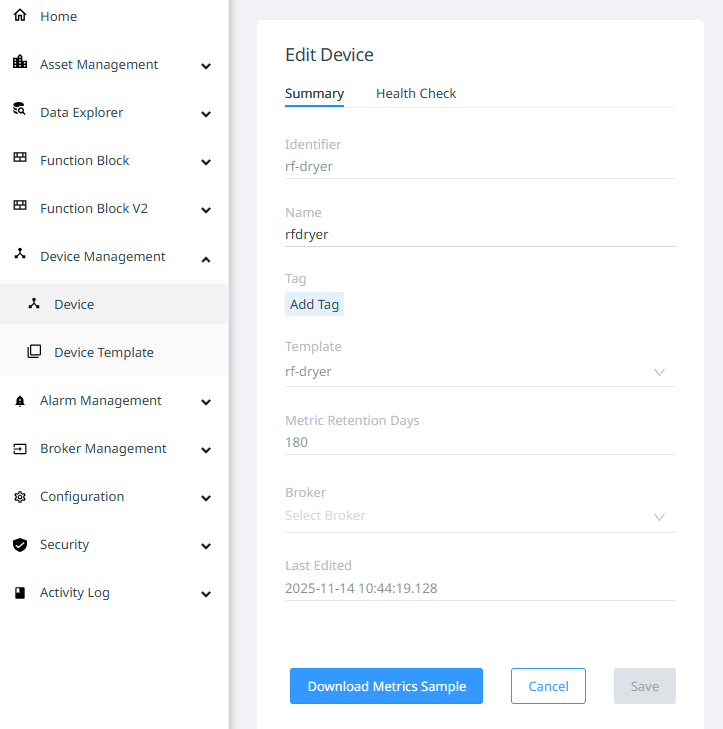 Home
Asset Management
Data Explorer
Function Block
Function Block V2
Device Management
Device
Device Template
Alarm Management
Broker Management
Configuration
Security
Activity Log
Edit Device
Summary Health Check
Identifier
rf-dryer
Name
rfdryer
Tag
Add Tag
Template
rf-dryer
Metric Retention Days
180
Broker
Select Broker
Last Edited
2025-11-14 10:44:19.128
Download Metrics Sample Cancel Save